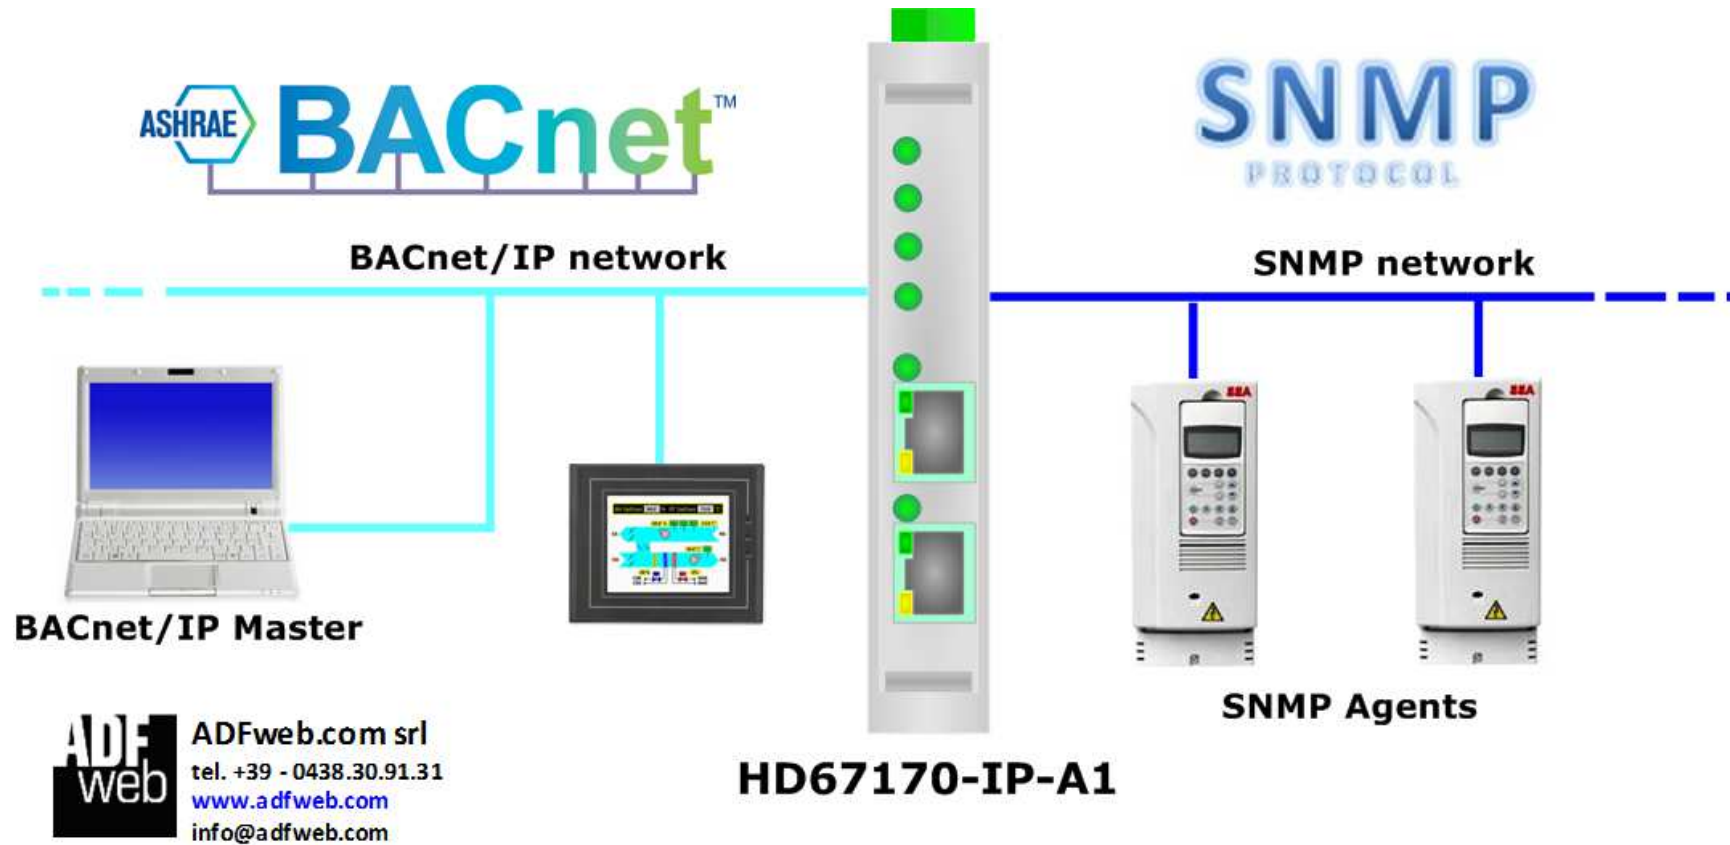 ASHRAE BACnet™
SNMP
PROTOCOL
BACnet/IP network
SNMP network
BACnet/IP Master
SNMP Agents
HD67170-IP-A1
ADF
web
ADFweb.com srl
tel. +39 - 0438.30.91.31
www.adfweb.com
info@adfweb.com